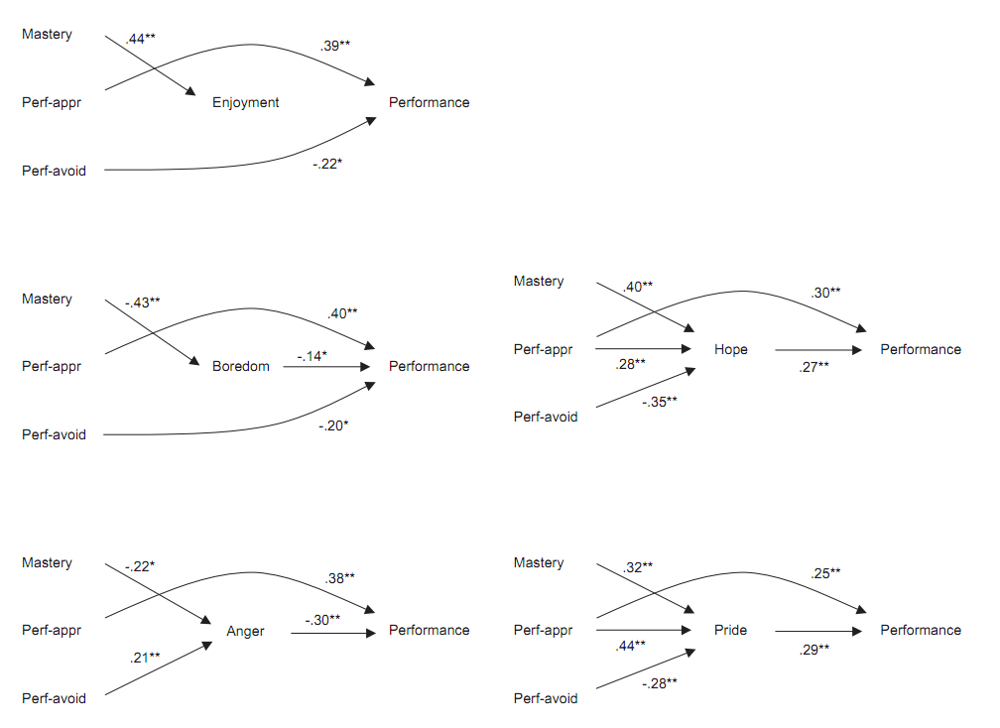 Mastery
.44**
.39**
Perf-appr
Enjoyment
Performance
Perf-avoid
-.22*
Mastery
-.43**
.40**
Perf-appr
Boredom
-.14*
Performance
-.20*
Perf-avoid
Mastery
.40**
.30**
Perf-appr
Hope
Performance
.28**
.27**
-.35**
Perf-avoid
Mastery
-.22*
.38**
Perf-appr
Anger
-.30**
Performance
.21**
Perf-avoid
Mastery
.32**
.25**
Perf-appr
Pride
Performance
.44**
.29**
-.28**
Perf-avoid